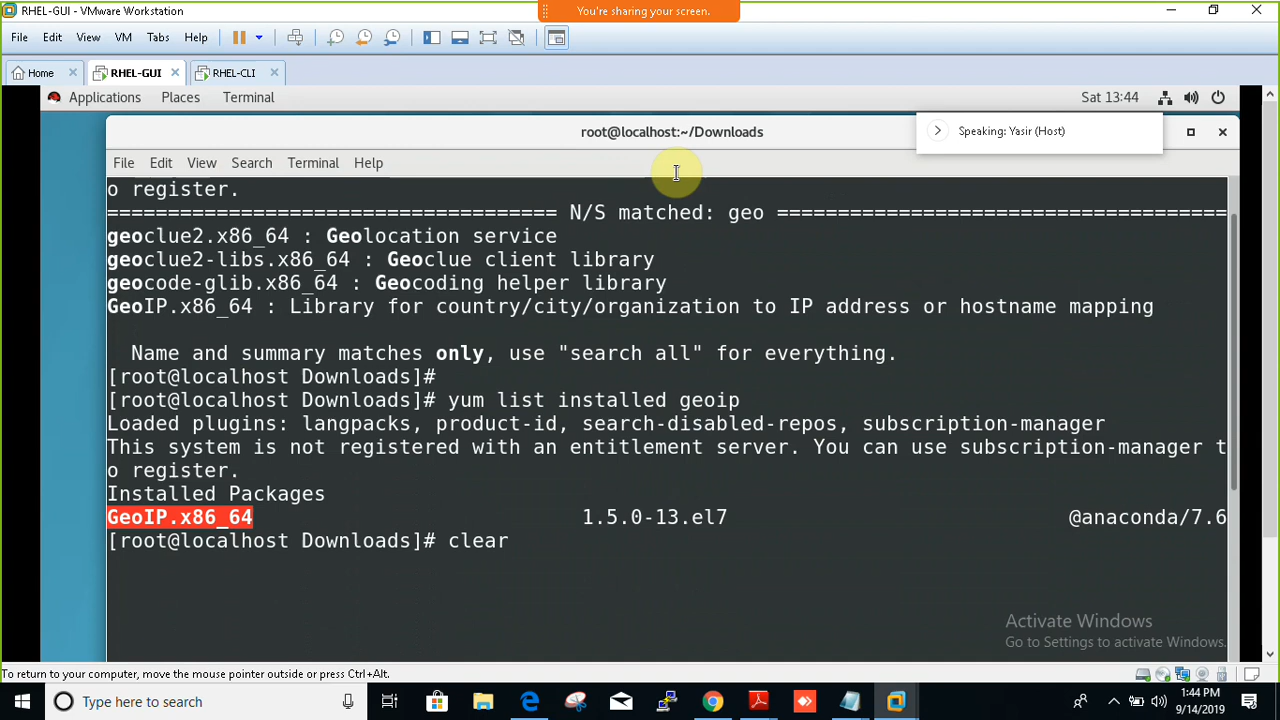 RHEL-GUI - VMware Workstation
You're sharing your screen.
File Edit View VM Tabs Help
Home RHEL-GUI RHEL-CLI
Applications Places Terminal Sat 13:44
root@localhost:~/Downloads
Speaking: Yasir (Host)
File Edit View Search Terminal Help
o register.
===================================== N/S matched: geo =====================================
geoclue2.x86_64 : Geolocation service
geoclue2-libs.x86_64 : Geoclue client library
geocode-glib.x86_64 : Geocoding helper library
GeoIP.x86_64 : Library for country/city/organization to IP address or hostname mapping
Name and summary matches only, use "search all" for everything.
[root@localhost Downloads]#
[root@localhost Downloads]# yum list installed geoip
Loaded plugins: langpacks, product-id, search-disabled-repos, subscription-manager
This system is not registered with an entitlement server. You can use subscription-manager t
o register.
Installed Packages
GeoIP.x86_64 1.5.0-13.el7 @anaconda/7.6
[root@localhost Downloads]# clear
Activate Windows
Go to Settings to activate Windows.
To return to your computer, move the mouse pointer outside or press Ctrl+Alt.
Type here to search
1:44 PM
9/14/2019